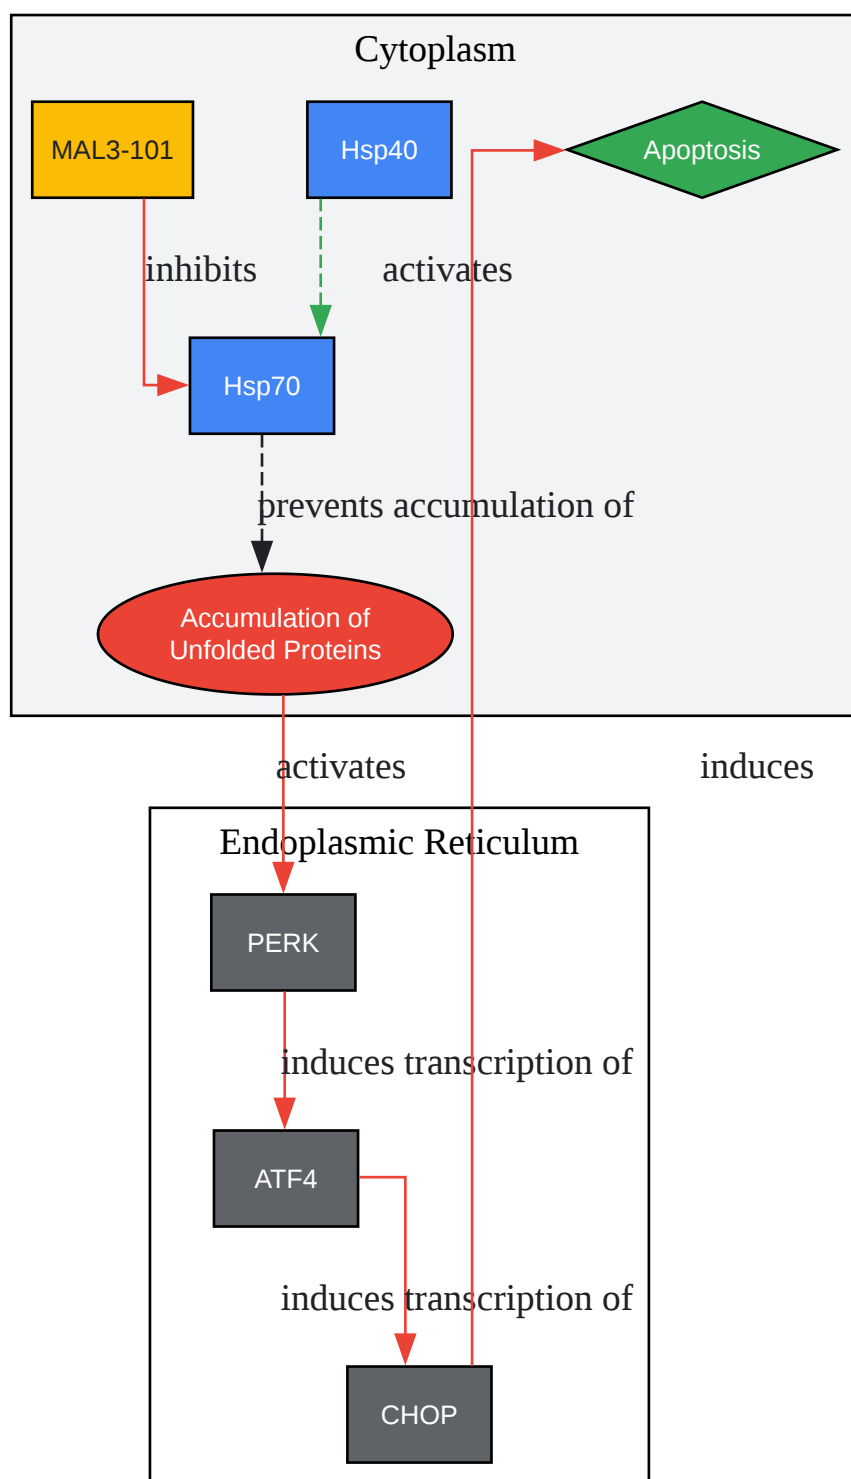 Cytoplasm
MAL3-101
Hsp40
Apoptosis
inhibits
activates
Hsp70
prevents accumulation of
Accumulation of
Unfolded Proteins
activates
induces
Endoplasmic Reticulum
PERK
induces transcription of
ATF4
induces transcription of
CHOP